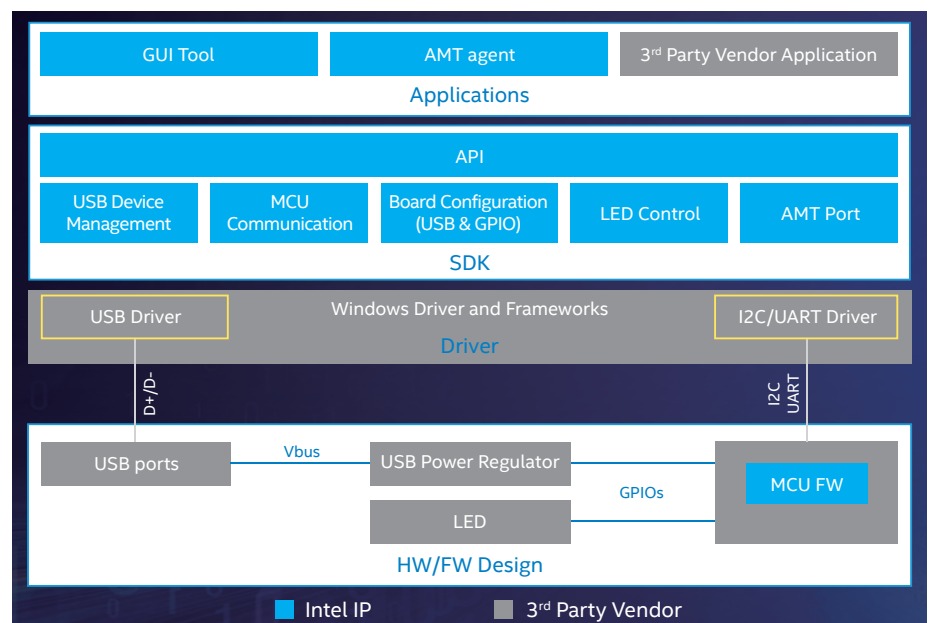 GUI Tool
AMT agent
3rd Party Vendor Application
Applications
API
USB Device
Management
MCU
Communication
Board Configuration
(USB & GPIO)
LED Control
AMT Port
SDK
USB Driver
Windows Driver and Frameworks
I2C/UART Driver
Driver
D+/D-
I2C
UART
USB ports
Vbus
USB Power Regulator
GPIOs
MCU FW
LED
HW/FW Design
Intel IP
3rd Party Vendor